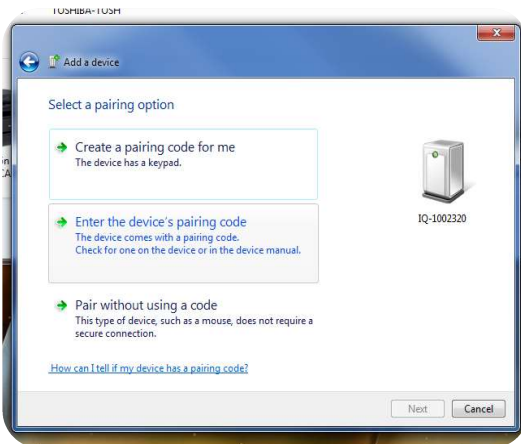 TOSHIBA-TOSH
Add a device
Select a pairing option
Create a pairing code for me
The device has a keypad.
Enter the device's pairing code
The device comes with a pairing code.
Check for one on the device or in the device manual.
IQ-1002320
Pair without using a code
This type of device, such as a mouse, does not require a
secure connection.
How can I tell if my device has a pairing code?
Next
Cancel